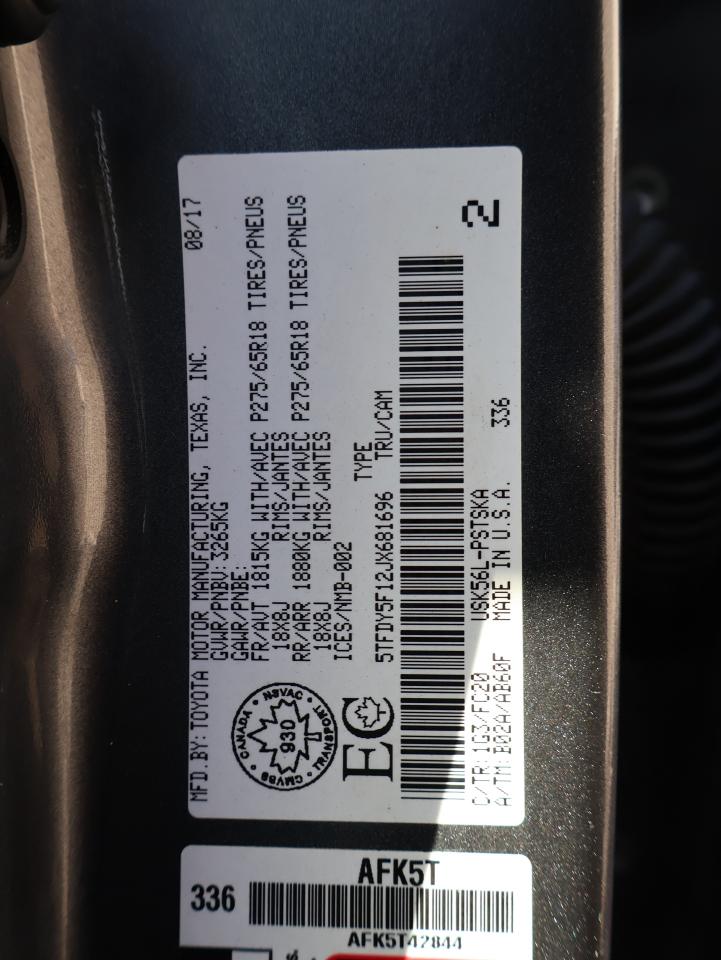 MFD.BY: TOYOTA MOTOR MANUFACTURING, TEXAS, INC. 08/17
GVWR/PNBV: 3265KG
GAWR/PNBE:
FR/AVT 1815KG WITH/AVEC P275/65R18 TIRES/PNEUS
18X8J RIMS/JANTES
RR/ARR 1880KG WITH/AVEC P275/65R18 TIRES/PNEUS
18X8J RIMS/JANTES
ICES/NMB-002
CANADA NSVAC
930
CMVSS TRANSPORT
EC
TYPE
5TFDY5F12JX681696 TRU/CAM
C/TR: 1G3/FC20 USK56L-PSTSKA
A/TM: B02A/AB60F MADE IN U.S.A. 336
2
AFK5T
336
AFK5T42844